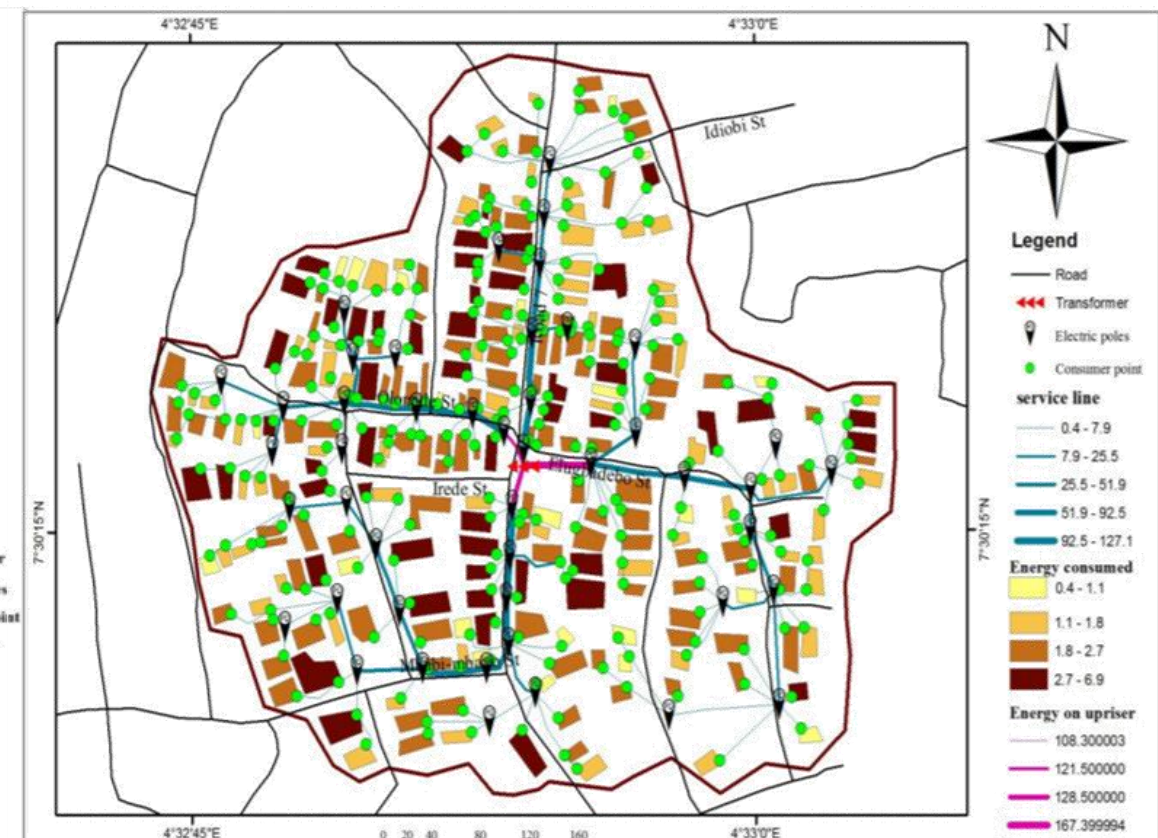 4°32'45"E
4°33'0"E
N
Idiobi St
Legend
Road
Transformer
Electric poles
Consumer point
service line
0.4 - 7.9
7.9 - 25.5
25.5 - 51.9
51.9 - 92.5
92.5 - 127.1
Energy consumed
0.4 - 1.1
1.1 - 1.8
1.8 - 2.7
2.7 - 6.9
Energy on upriser
108.300003
121.500000
128.500000
167.399994
St
St
Irede St
St
7°30'15"N
7°30'15"N
4°32'45"E
4°33'0"E
0 20 40 80 120 160